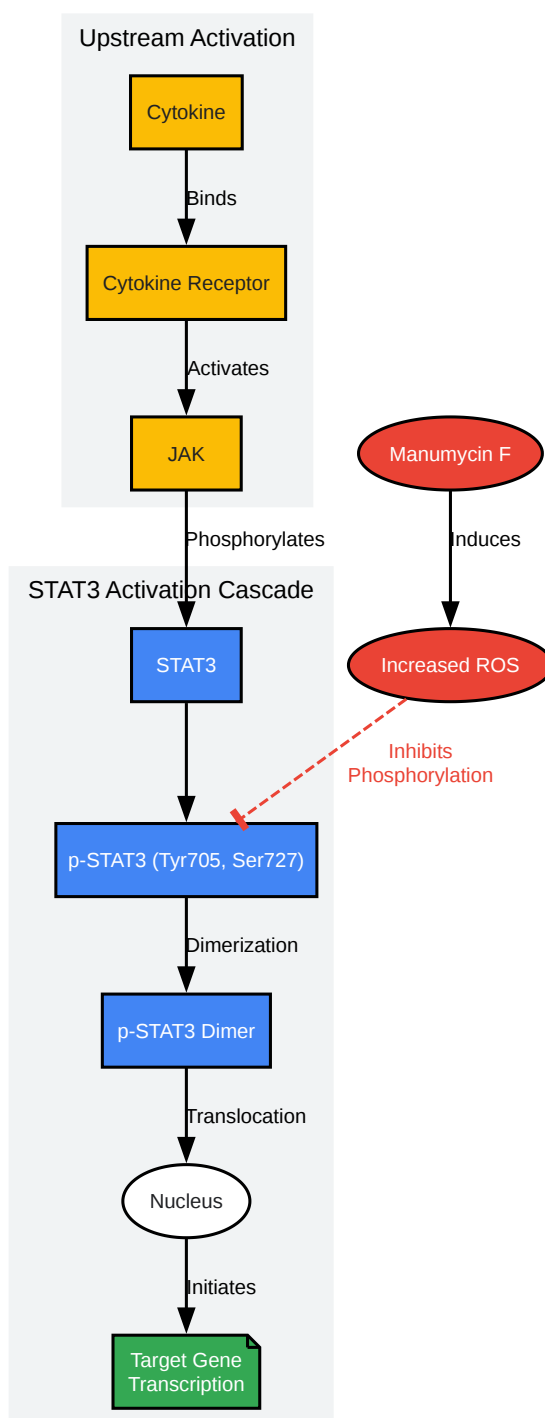 Upstream Activation
Cytokine
Binds
Cytokine Receptor
Activates
JAK
Manumycin F
Phosphorylates
Induces
STAT3 Activation Cascade
STAT3
Increased ROS
Inhibits
Phosphorylation
p-STAT3 (Tyr705, Ser727)
Dimerization
p-STAT3 Dimer
Translocation
Nucleus
Initiates
Target Gene
Transcription